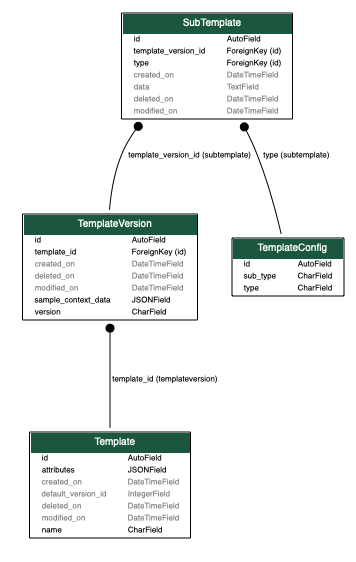 SubTemplate
id AutoField
template_version_id ForeignKey (id)
type ForeignKey (id)
created_on DateTimeField
data TextField
deleted_on DateTimeField
modified_on DateTimeField
template_version_id (subtemplate)
type (subtemplate)
TemplateVersion
id AutoField
template_id ForeignKey (id)
created_on DateTimeField
deleted_on DateTimeField
modified_on DateTimeField
sample_context_data JSONField
version CharField
TemplateConfig
id AutoField
sub_type CharField
type CharField
template_id (templateversion)
Template
id AutoField
attributes JSONField
created_on DateTimeField
default_version_id IntegerField
deleted_on DateTimeField
modified_on DateTimeField
name CharField